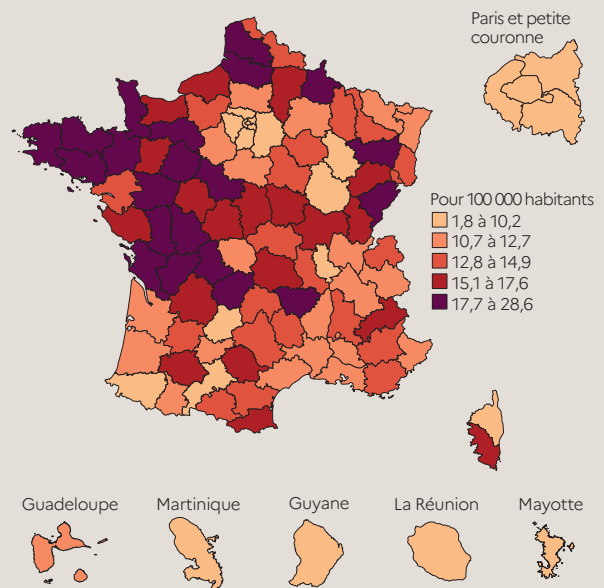 Paris et petite
couronne
Pour 100 000 habitants
1,8 à 10,2
10,7 à 12,7
12,8 à 14,9
15,1 à 17,6
17,7 à 28,6
Guadeloupe
Martinique
Guyane
La Réunion
Mayotte